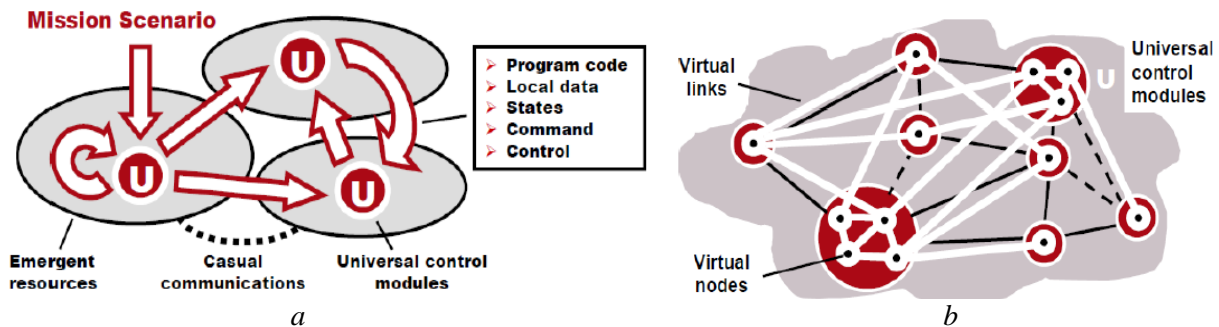 Mission Scenario
U
U
U
➢ Program code
➢ Local data
➢ States
➢ Command
➢ Control
Emergent
resources
Casual
communications
Universal control
modules
a
Virtual
links
U
Universal
control
modules
Virtual
nodes
b